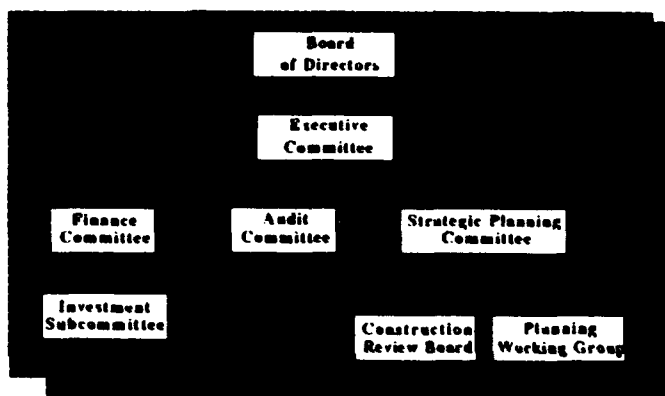 Board
of Directors
Executive
Committee
Finance
Committee
Audit
Committee
Strategic Planning
Committee
Investment
Subcommittee
Construction
Review Board
Planning
Working Group